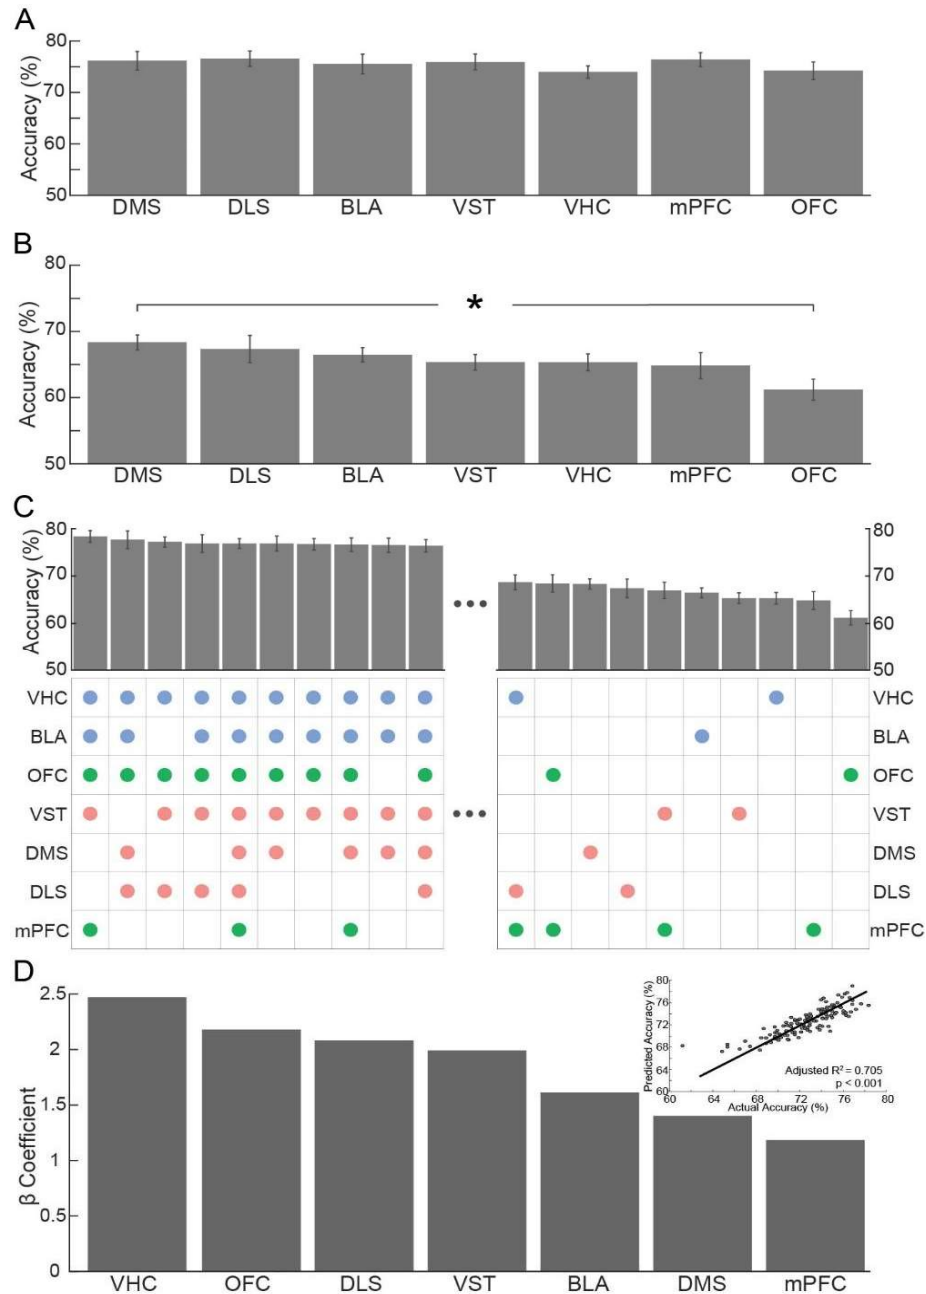 A
Accuracy (%)
80
70
60
50
DMS DLS BLA VST VHC mPFC OFC
B
Accuracy (%)
80
70
60
50
*
DMS DLS BLA VST VHC mPFC OFC
C
Accuracy (%)
80
70
60
50
•••
80
70
60
50
VHC VHC
BLA BLA
OFC OFC
VST ••• VST
DMS DMS
DLS DLS
mPFC mPFC
D
β Coefficient
2.5
2
1.5
1
0.5
0
VHC OFC DLS VST BLA DMS mPFC
Predicted Accuracy (%)
80
76
72
68
64
60
Adjusted R² = 0.705
p < 0.001
60 64 68 72 76 80
Actual Accuracy (%)